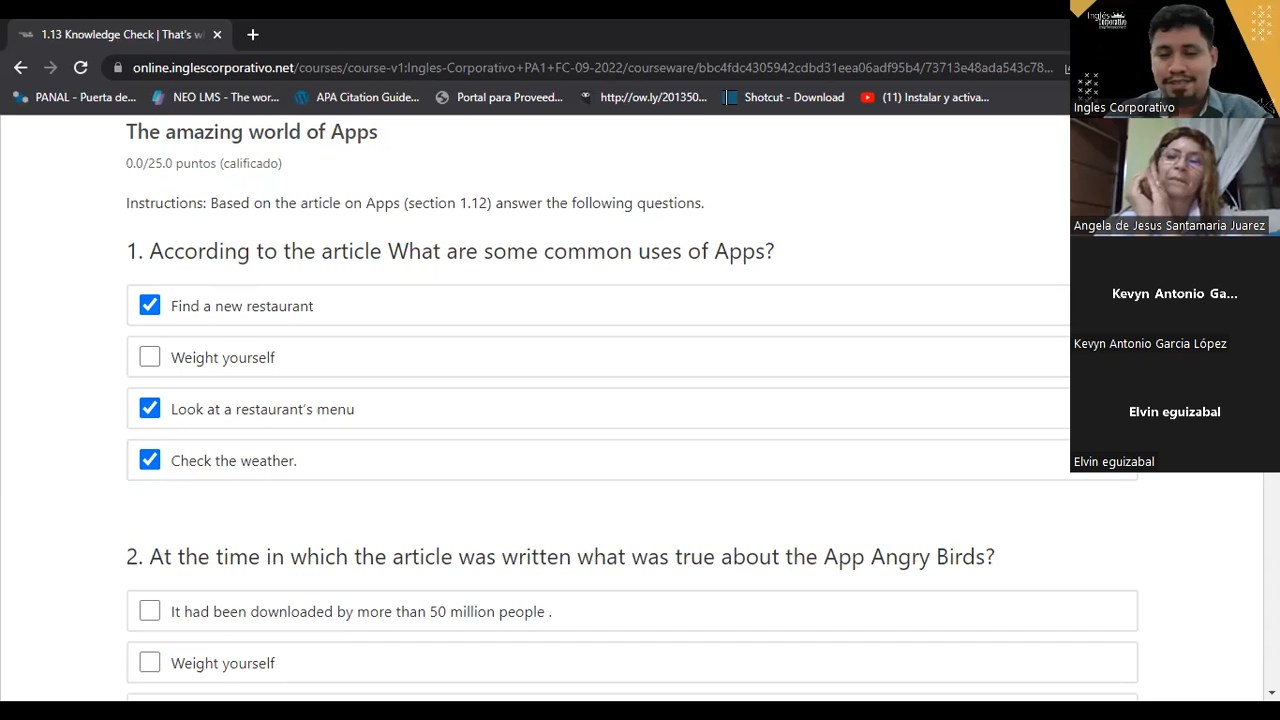 1.13 Knowledge Check | That's w
online.inglescorporativo.net/courses/course-v1:Ingles-Corporativo+PA1+FC-09-2022/courseware/bbc4fdc4305942cdbd31eea06adf95b4/73713e48ada543c78...
PANAL - Puerta de...
NEO LMS - The wor...
APA Citation
Portal para Proveed...
http://ow.ly/201350...
Shotcut - Download
(11) Instalar y activa...
The amazing world of Apps
0.0/25.0 puntos (calificado)
Instructions: Based on the article on Apps (section 1.12) answer the following questions.
1. According to the article What are some common uses of Apps?
Find a new restaurant
Weight yourself
Look at a restaurant's menu
Check the weather.
2. At the time in which the article was written what was true about the App Angry Birds?
It had been downloaded by more than 50 million people .
Weight yourself
Inglés
Corporativo
Ingles Corporativo
Angela de Jesus Santamaria Juarez
Kevyn Antonio Ga...
Kevyn Antonio Garcia López
Elvin eguizabal
Elvin eguizabal